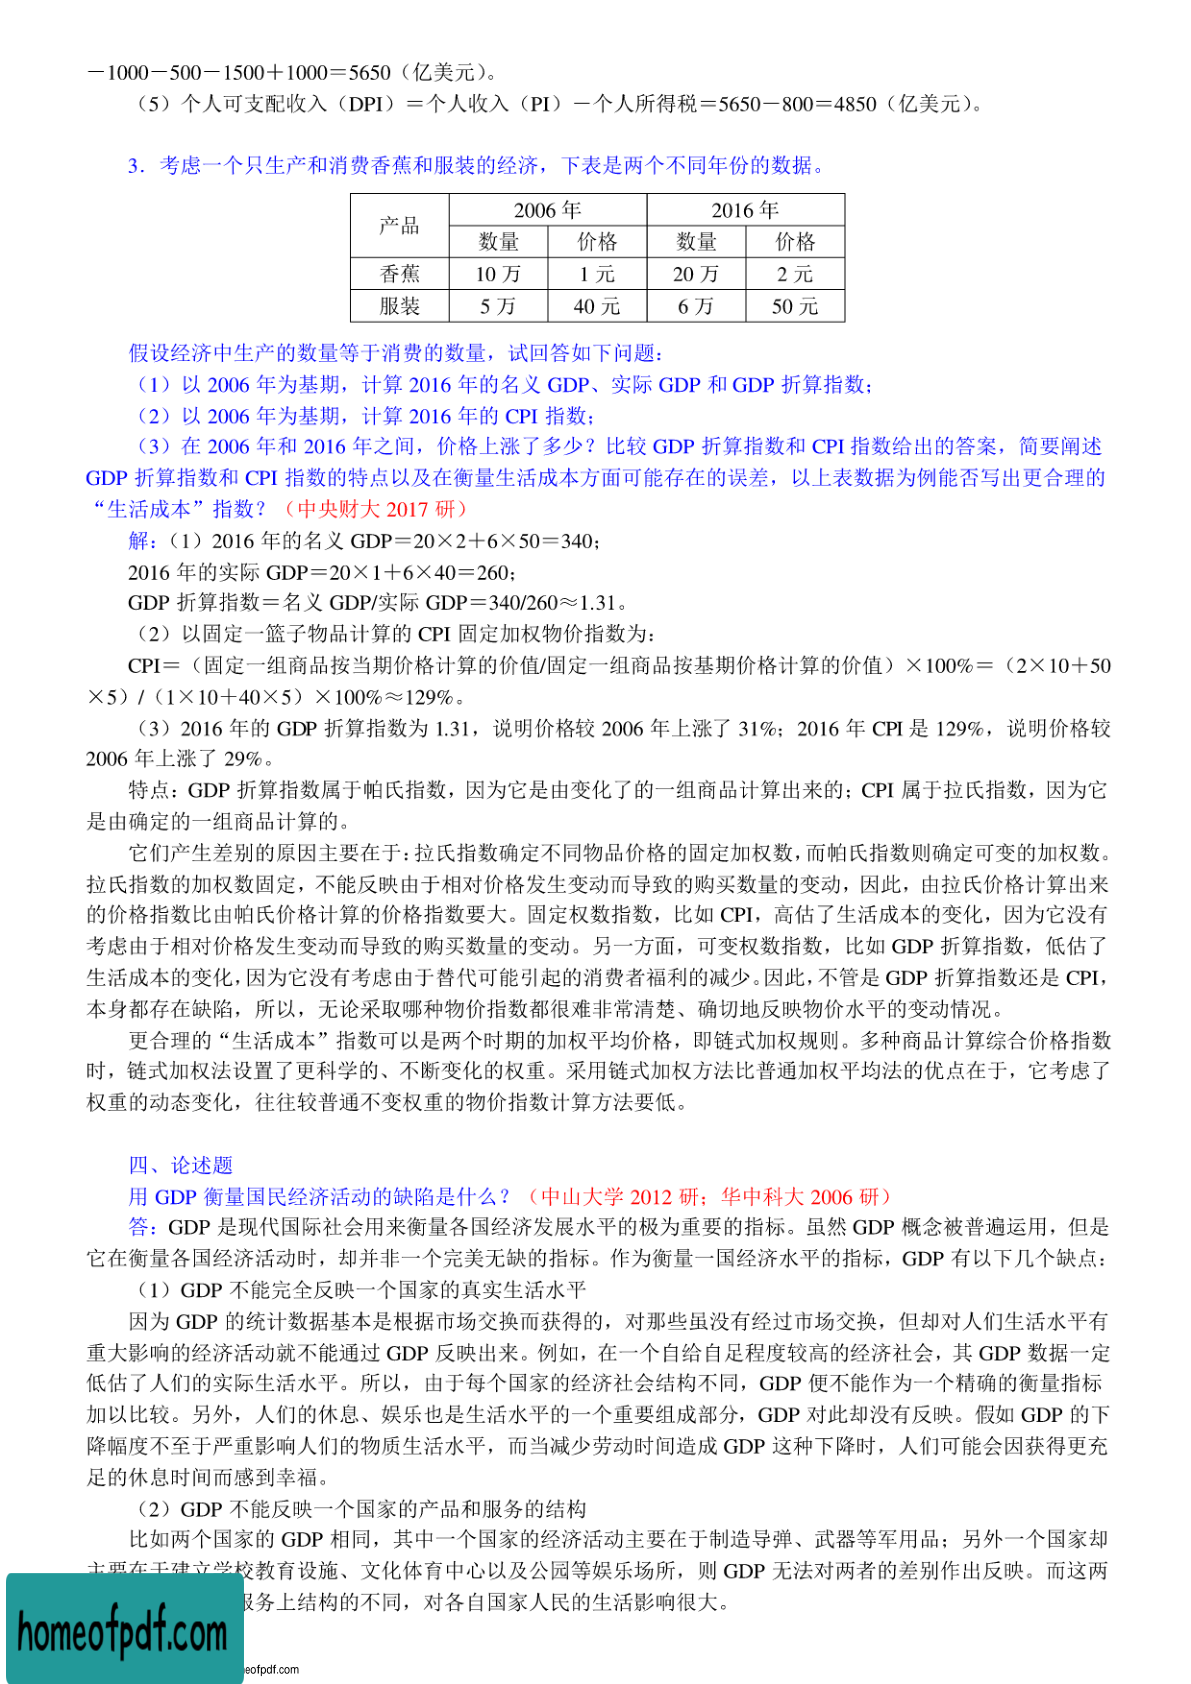 －1000－500－1500＋1000＝5650（亿美元）。
（5）个人可支配收入（DPI）＝个人收入（PI）－个人所得税＝5650－800＝4850（亿美元）。
3．考虑一个只生产和消费香蕉和服装的经济，下表是两个不同年份的数据。
产品 2006 年 2016 年
数量 价格 数量 价格
香蕉 10 万 1 元 20 万 2 元
服装 5 万 40 元 6 万 50 元
假设经济中生产的数量等于消费的数量，试回答如下问题：
（1）以 2006 年为基期，计算 2016 年的名义 GDP、实际 GDP 和 GDP 折算指数；
（2）以 2006 年为基期，计算 2016 年的 CPI 指数；
（3）在 2006 年和 2016 年之间，价格上涨了多少？比较 GDP 折算指数和 CPI 指数给出的答案，简要阐述
GDP 折算指数和 CPI 指数的特点以及在衡量生活成本方面可能存在的误差，以上表数据为例能否写出更合理的
“生活成本”指数？（中央财大 2017 研）
解：（1）2016 年的名义 GDP＝20×2＋6×50＝340；
2016 年的实际 GDP＝20×1＋6×40＝260；
GDP 折算指数＝名义 GDP/实际 GDP＝340/260≈1.31。
（2）以固定一篮子物品计算的 CPI 固定加权物价指数为：
CPI＝（固定一组商品按当期价格计算的价值/固定一组商品按基期价格计算的价值）×100%＝（2×10＋50
×5）/（1×10＋40×5）×100%≈129%。
（3）2016 年的 GDP 折算指数为 1.31，说明价格较 2006 年上涨了 31%；2016 年 CPI 是 129%，说明价格较
2006 年上涨了 29%。
特点：GDP 折算指数属于帕氏指数，因为它是由变化了的一组商品计算出来的；CPI 属于拉氏指数，因为它
是由确定的一组商品计算的。
它们产生差别的原因主要在于：拉氏指数确定不同物品价格的固定加权数，而帕氏指数则确定可变的加权数。
拉氏指数的加权数固定，不能反映由于相对价格发生变动而导致的购买数量的变动，因此，由拉氏价格计算出来
的价格指数比由帕氏价格计算的价格指数要大。固定权数指数，比如 CPI，高估了生活成本的变化，因为它没有
考虑由于相对价格发生变动而导致的购买数量的变动。另一方面，可变权数指数，比如 GDP 折算指数，低估了
生活成本的变化，因为它没有考虑由于替代可能引起的消费者福利的减少。因此，不管是 GDP 折算指数还是 CPI，
本身都存在缺陷，所以，无论采取哪种物价指数都很难非常清楚、确切地反映物价水平的变动情况。
更合理的“生活成本”指数可以是两个时期的加权平均价格，即链式加权规则。多种商品计算综合价格指数
时，链式加权法设置了更科学的、不断变化的权重。采用链式加权方法比普通加权平均法的优点在于，它考虑了
权重的动态变化，往往较普通不变权重的物价指数计算方法要低。
四、论述题
用 GDP 衡量国民经济活动的缺陷是什么？（中山大学 2012 研；华中科大 2006 研）
答：GDP 是现代国际社会用来衡量各国经济发展水平的极为重要的指标。虽然 GDP 概念被普遍运用，但是
它在衡量各国经济活动时，却并非一个完美无缺的指标。作为衡量一国经济水平的指标，GDP 有以下几个缺点：
（1）GDP 不能完全反映一个国家的真实生活水平
因为 GDP 的统计数据基本是根据市场交换而获得的，对那些虽没有经过市场交换，但却对人们生活水平有
重大影响的经济活动就不能通过 GDP 反映出来。例如，在一个自给自足程度较高的经济社会，其 GDP 数据一定
低估了人们的实际生活水平。所以，由于每个国家的经济社会结构不同，GDP 便不能作为一个精确的衡量指标
加以比较。另外，人们的休息、娱乐也是生活水平的一个重要组成部分，GDP 对此却没有反映。假如 GDP 的下
降幅度不至于严重影响人们的物质生活水平，而当减少劳动时间造成 GDP 这种下降时，人们可能会因获得更充
足的休息时间而感到幸福。
（2）GDP 不能反映一个国家的产品和服务的结构
比如两个国家的 GDP 相同，其中一个国家的经济活动主要在于制造导弹、武器等军用品；另外一个国家却
主要在于建立学校教育设施、文化体育中心以及公园等娱乐场所，则 GDP 无法对两者的差别作出反映。而这两
服务上结构的不同，对各自国家人民的生活影响很大。
homeofpdf.com
eofpdf.com